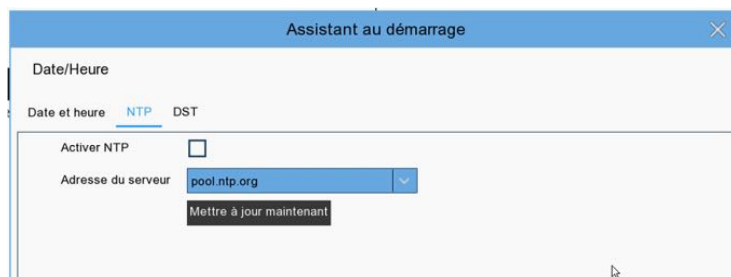 Assistant au démarrage
Date/Heure
Date et heure NTP DST
Activer NTP
Adresse du serveur pool.ntp.org
Mettre à jour maintenant